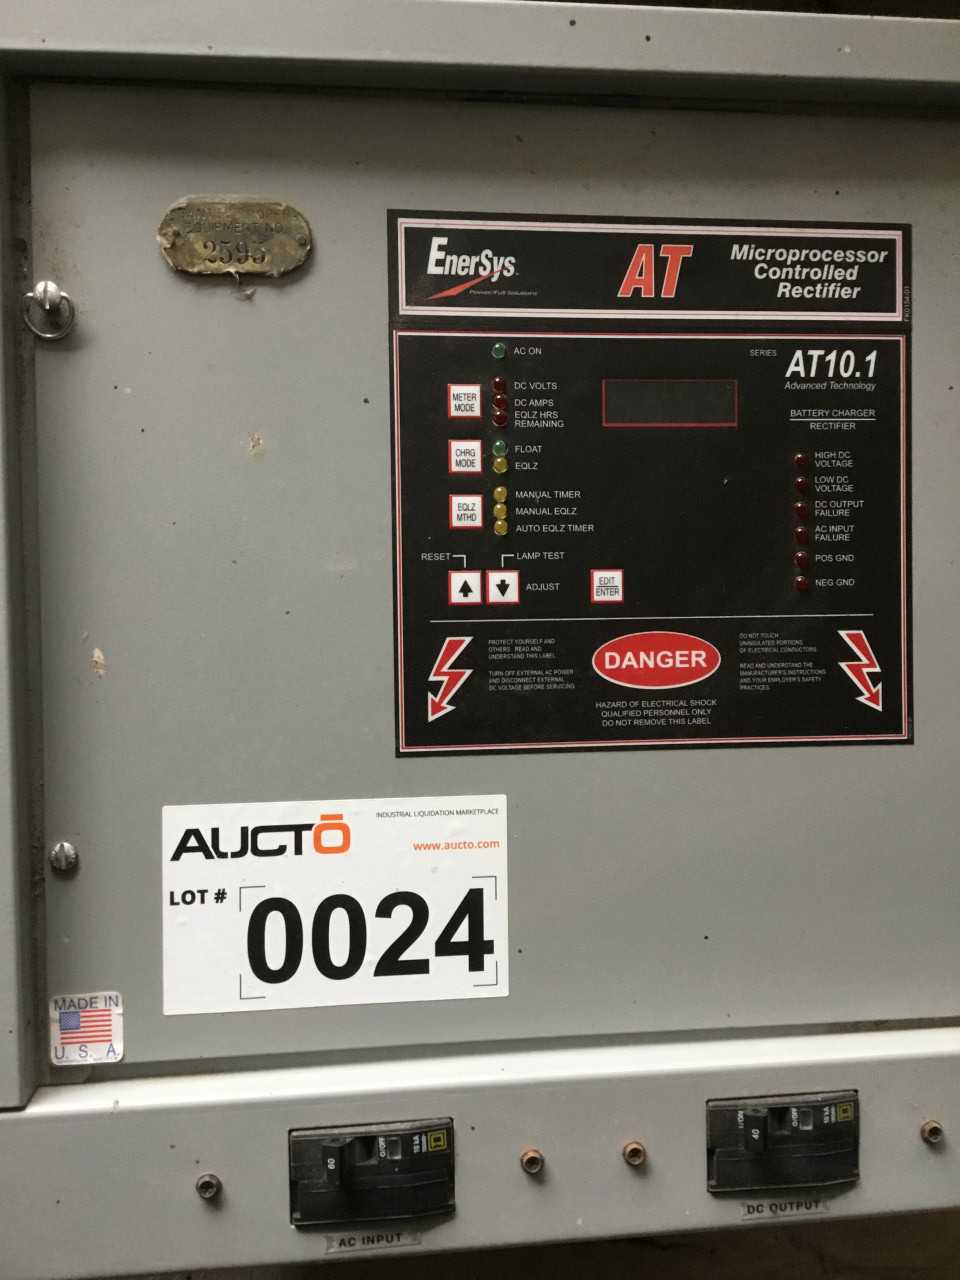 EQUIPMENT NO.
2595
EnerSys
Power/Full Solutions
AT
Microprocessor
Controlled
Rectifier
AC ON
METER
MODE
DC VOLTS
DC AMPS
EQLZ HRS
REMAINING
CHRG
MODE
FLOAT
EQLZ
EQLZ
MTHD
MANUAL TIMER
MANUAL EQLZ
AUTO EQLZ TIMER
RESET
LAMP TEST
ADJUST
EDIT
ENTER
SERIES
AT10.1
Advanced Technology
BATTERY CHARGER
RECTIFIER
HIGH DC
VOLTAGE
LOW DC
VOLTAGE
DC OUTPUT
FAILURE
AC INPUT
FAILURE
POS GND
NEG GND
PROTECT YOURSELF AND
OTHERS. READ AND
UNDERSTAND THIS LABEL
TURN OFF EXTERNAL AC POWER
AND DISCONNECT EXTERNAL
DC VOLTAGE BEFORE SERVICING
DANGER
HAZARD OF ELECTRICAL SHOCK
QUALIFIED PERSONNEL ONLY
DO NOT REMOVE THIS LABEL
DO NOT TOUCH
UNINSULATED PORTIONS
OF ELECTRICAL CONDUCTORS
READ AND UNDERSTAND THE
MANUFACTURER'S INSTRUCTIONS
AND YOUR EMPLOYER'S SAFETY
PRACTICES.
AUCTŌ
INDUSTRIAL LIQUIDATION MARKETPLACE
www.aucto.com
LOT #
0024
MADE IN
U. S. A.
60
O/OFF
AC INPUT
40
DC OUTPUT